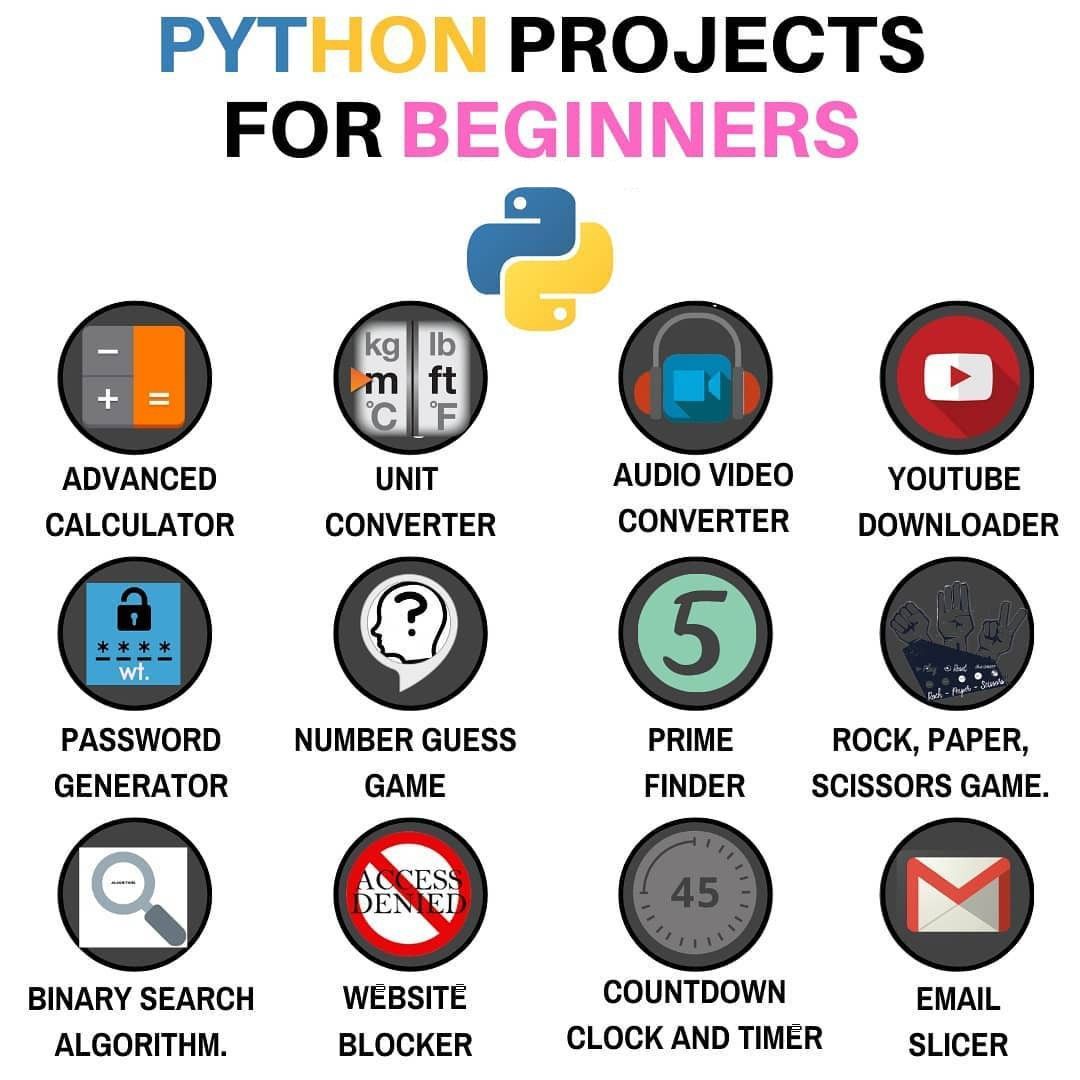 PYTHON PROJECTS
FOR BEGINNERS
− + =
kg lb
m ft
°C °F
ADVANCED
CALCULATOR
UNIT
CONVERTER
AUDIO VIDEO
CONVERTER
YOUTUBE
DOWNLOADER
* * * *
wt.
?
5
Rock - Paper - Scissors
PASSWORD
GENERATOR
NUMBER GUESS
GAME
PRIME
FINDER
ROCK, PAPER,
SCISSORS GAME.
ACCESS
DENIED
45
BINARY SEARCH
ALGORITHM.
WEBSITE
BLOCKER
COUNTDOWN
CLOCK AND TIMER
EMAIL
SLICER